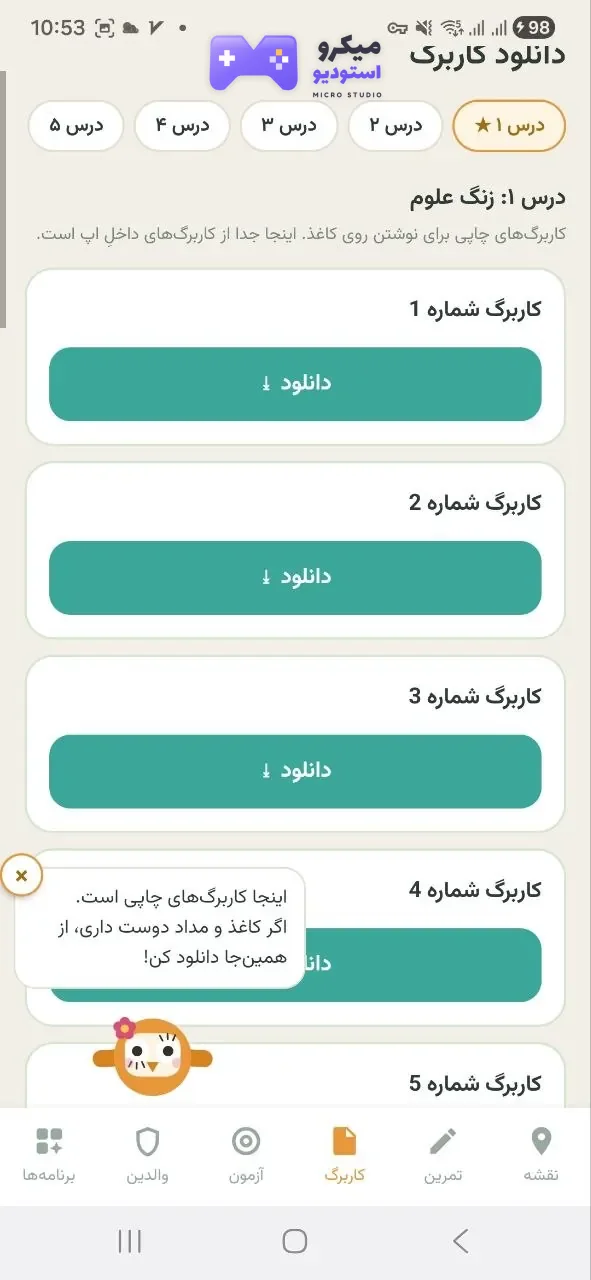 10:53
98
دانلود کاربرگ
میکرو
استودیو
MICRO STUDIO
درس ۱ ★
درس ۲
درس ۳
درس ۴
درس ۵
درس ۱: زنگ علوم
کاربرگ‌های چاپی برای نوشتن روی کاغذ. اینجا جدا از کاربرگ‌های داخلِ اپ است.
کاربرگ شماره 1
دانلود ⤓
کاربرگ شماره 2
دانلود ⤓
کاربرگ شماره 3
دانلود ⤓
کاربرگ شماره 4
اینجا کاربرگ‌های چاپی است.
اگر کاغذ و مداد دوست داری، از
همین‌جا دانلود کن!
کاربرگ شماره 5
نقشه
تمرین
کاربرگ
آزمون
والدین
برنامه‌ها